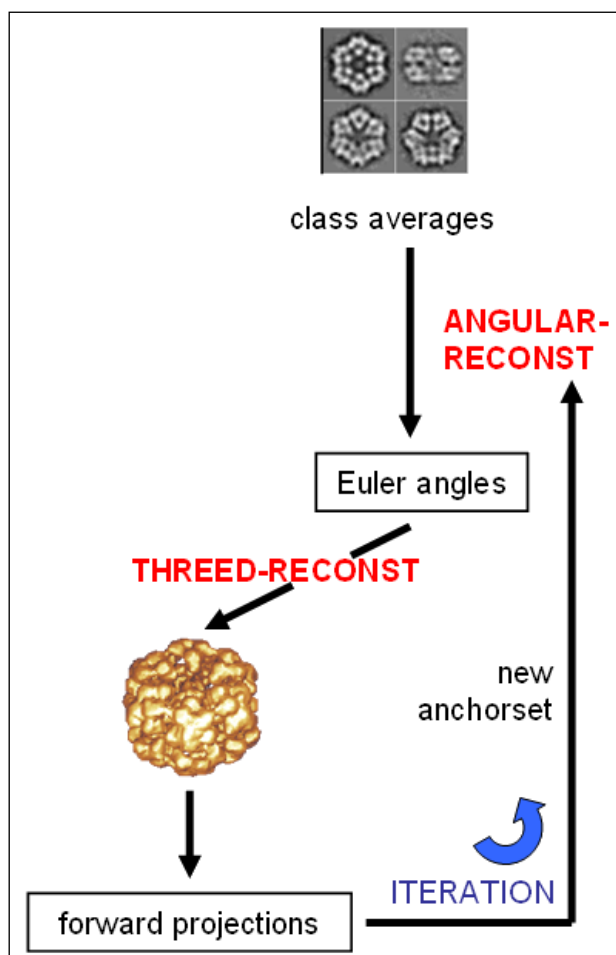 class averages
ANGULAR-
RECONST
Euler angles
THREED-RECONST
new
anchorset
ITERATION
forward projections